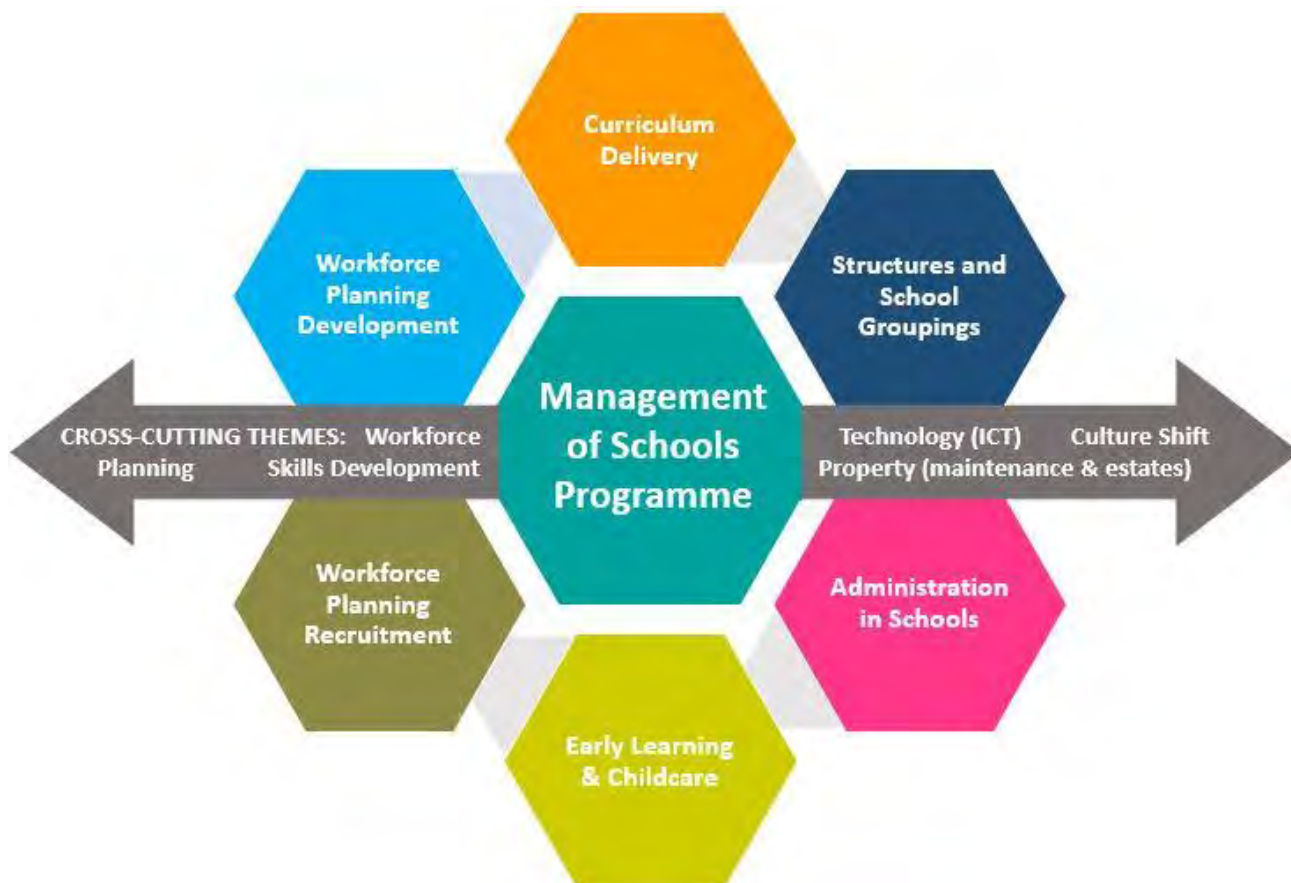 Curriculum
Delivery
Workforce
Planning
Development
Structures and
School
Groupings
Management
of Schools
Programme
CROSS-CUTTING THEMES: Workforce
Planning Skills Development
Technology (ICT) Culture Shift
Property (maintenance & estates)
Workforce
Planning
Recruitment
Administration
in Schools
Early Learning
& Childcare